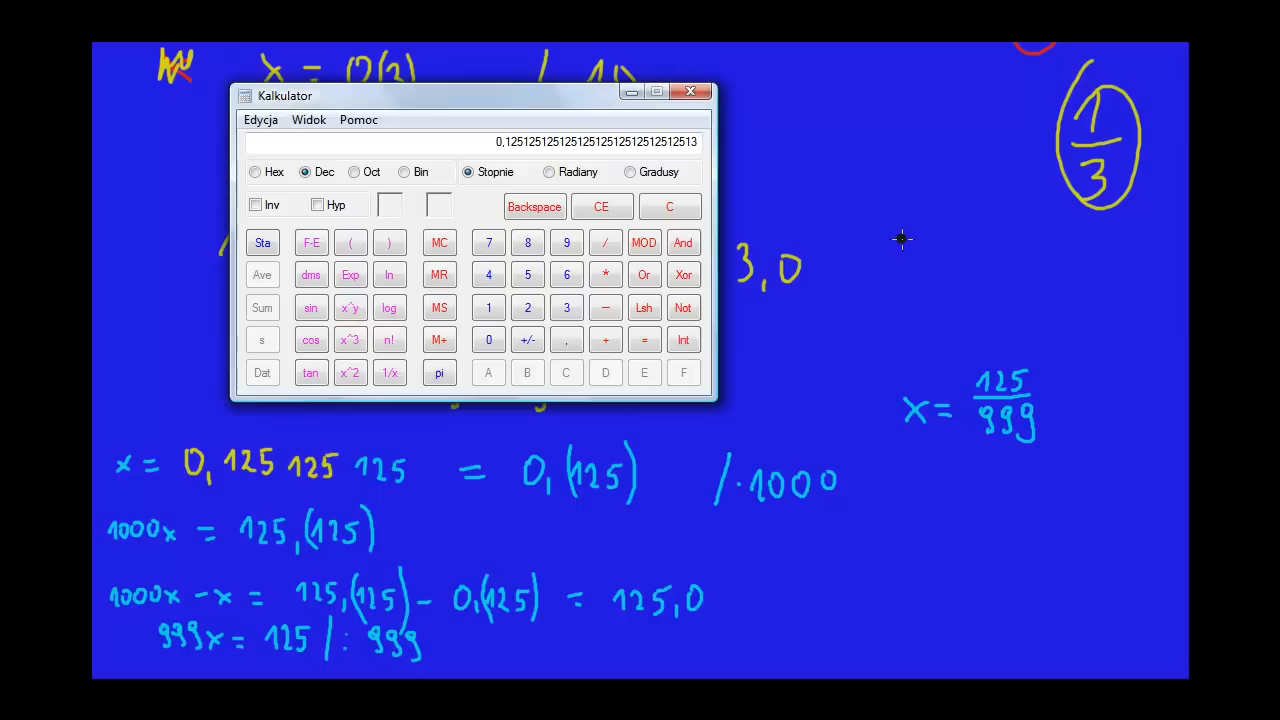 x = 0,(3) / 10
1
3
Kalkulator
Edycja Widok Pomoc
0,12512512512512512512512512512513
Hex Dec Oct Bin Stopnie Radiany Gradusy
Inv Hyp Backspace CE C
Sta F-E ( ) MC 7 8 9 / MOD And
Ave dms Exp ln MR 4 5 6 * Or Xor
Sum sin x^y log MS 1 2 3 − Lsh Not
s cos x^3 n! M+ 0 +/- , + = Int
Dat tan x^2 1/x pi A B C D E F
3,0
x = 125
999
x = 0,125 125 125 = 0,(125) / · 1000
1000x = 125,(125)
1000x - x = 125,(125) - 0,(125) = 125,0
999x = 125 / : 999